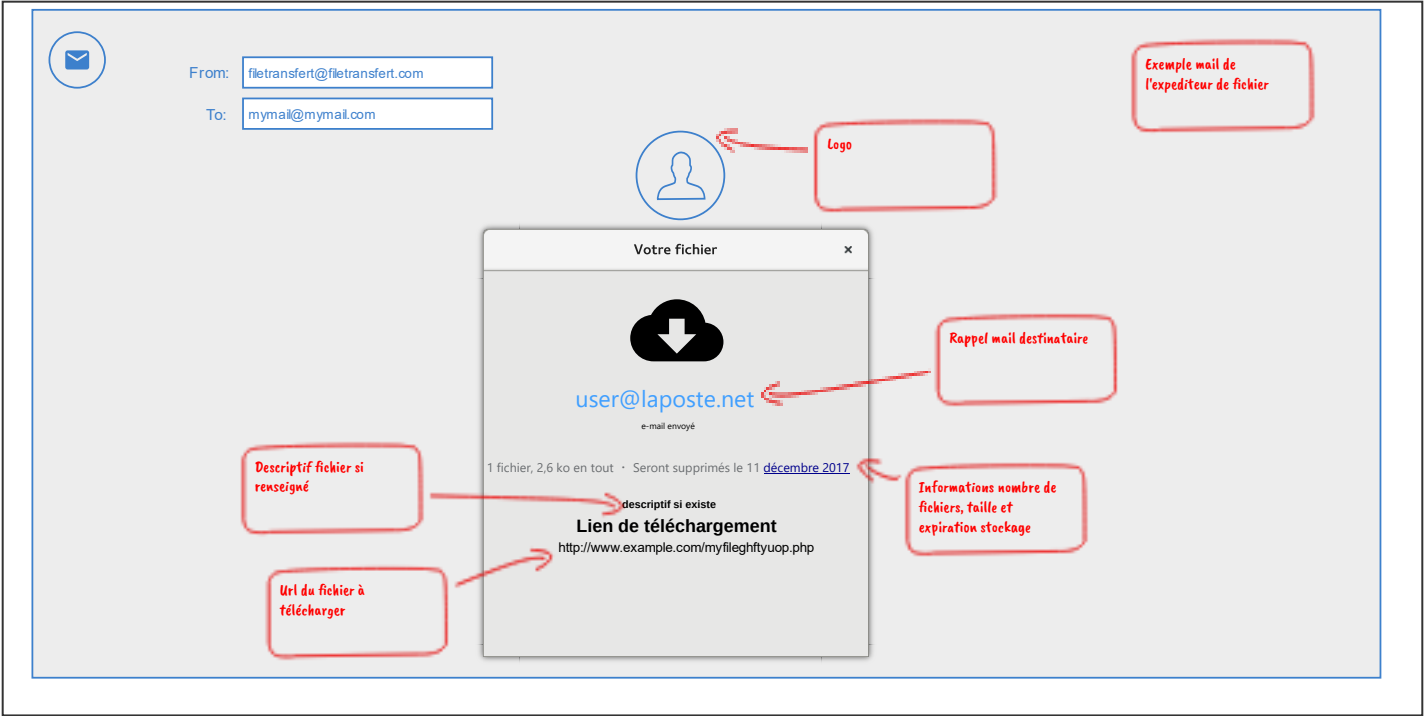 From:
filetransfert@filetransfert.com
To:
mymail@mymail.com
Exemple mail de
l'expediteur de fichier
Logo
Votre fichier
×
Rappel mail destinataire
user@laposte.net
e-mail envoyé
Descriptif fichier si
renseigné
1 fichier, 2,6 ko en tout · Seront supprimés le 11 décembre 2017
Informations nombre de
fichiers, taille et
expiration stockage
descriptif si existe
Lien de téléchargement
http://www.example.com/myfileghftyuop.php
Url du fichier à
télécharger